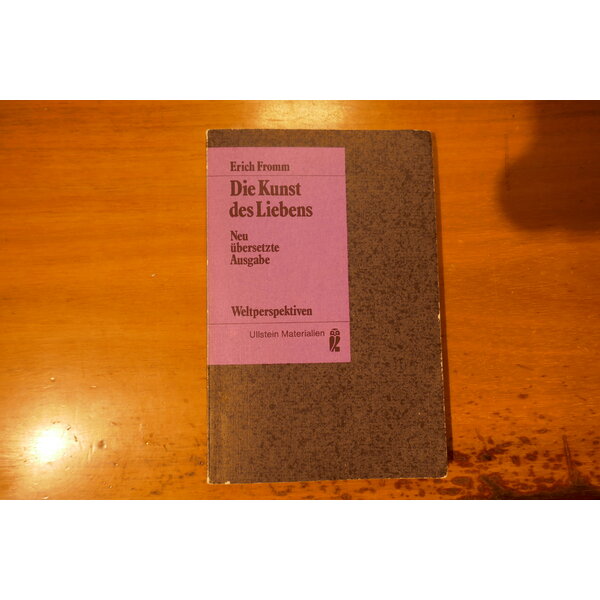 Erich Fromm
Die Kunst
des Liebens
Neu
übersetzte
Ausgabe
Weltperspektiven
Ullstein Materialien